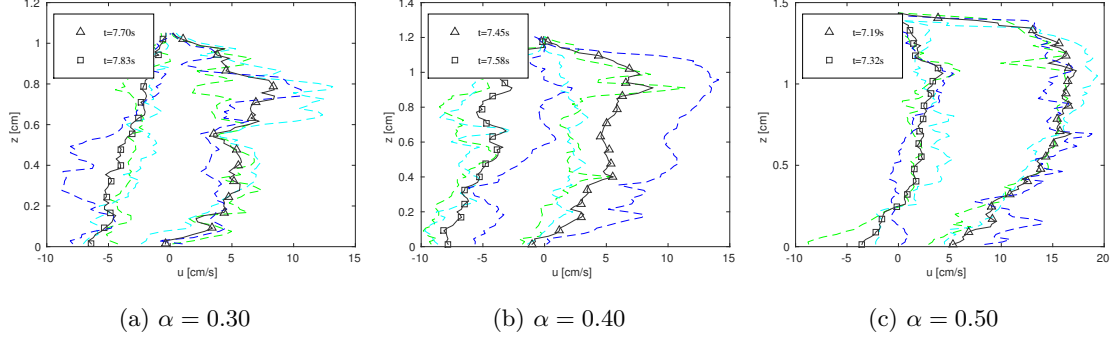 1.2
1
0.8
0.6
0.4
0.2
0
z [cm]
t=7.70s
t=7.83s
-10 -5 0 5 10 15
u [cm/s]
(a) α = 0.30
1.4
1.2
1
0.8
0.6
0.4
0.2
0
z [cm]
t=7.45s
t=7.58s
-10 -5 0 5 10 15
u [cm/s]
(b) α = 0.40
1.5
1
0.5
0
z [cm]
t=7.19s
t=7.32s
-10 -5 0 5 10 15 20
u [cm/s]
(c) α = 0.50